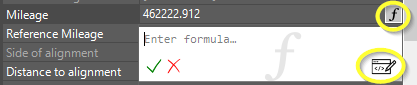 Mileage 462222.912 f
Reference Mileage
Enter formula…
Side of alignment
Distance to alignment